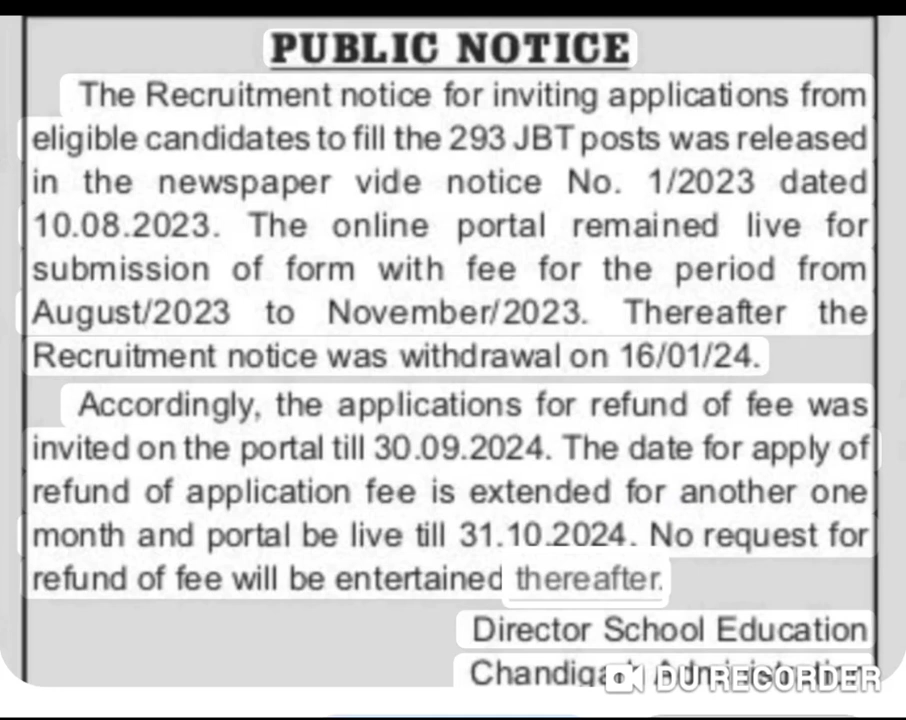 PUBLIC NOTICE
The Recruitment notice for inviting applications from
eligible candidates to fill the 293 JBT posts was released
in the newspaper vide notice No. 1/2023 dated
10.08.2023. The online portal remained live for
submission of form with fee for the period from
August/2023 to November/2023. Thereafter the
Recruitment notice was withdrawal on 16/01/24.
Accordingly, the applications for refund of fee was
invited on the portal till 30.09.2024. The date for apply of
refund of application fee is extended for another one
month and portal be live till 31.10.2024. No request for
refund of fee will be entertained thereafter.
Director School Education
DU RECORDER